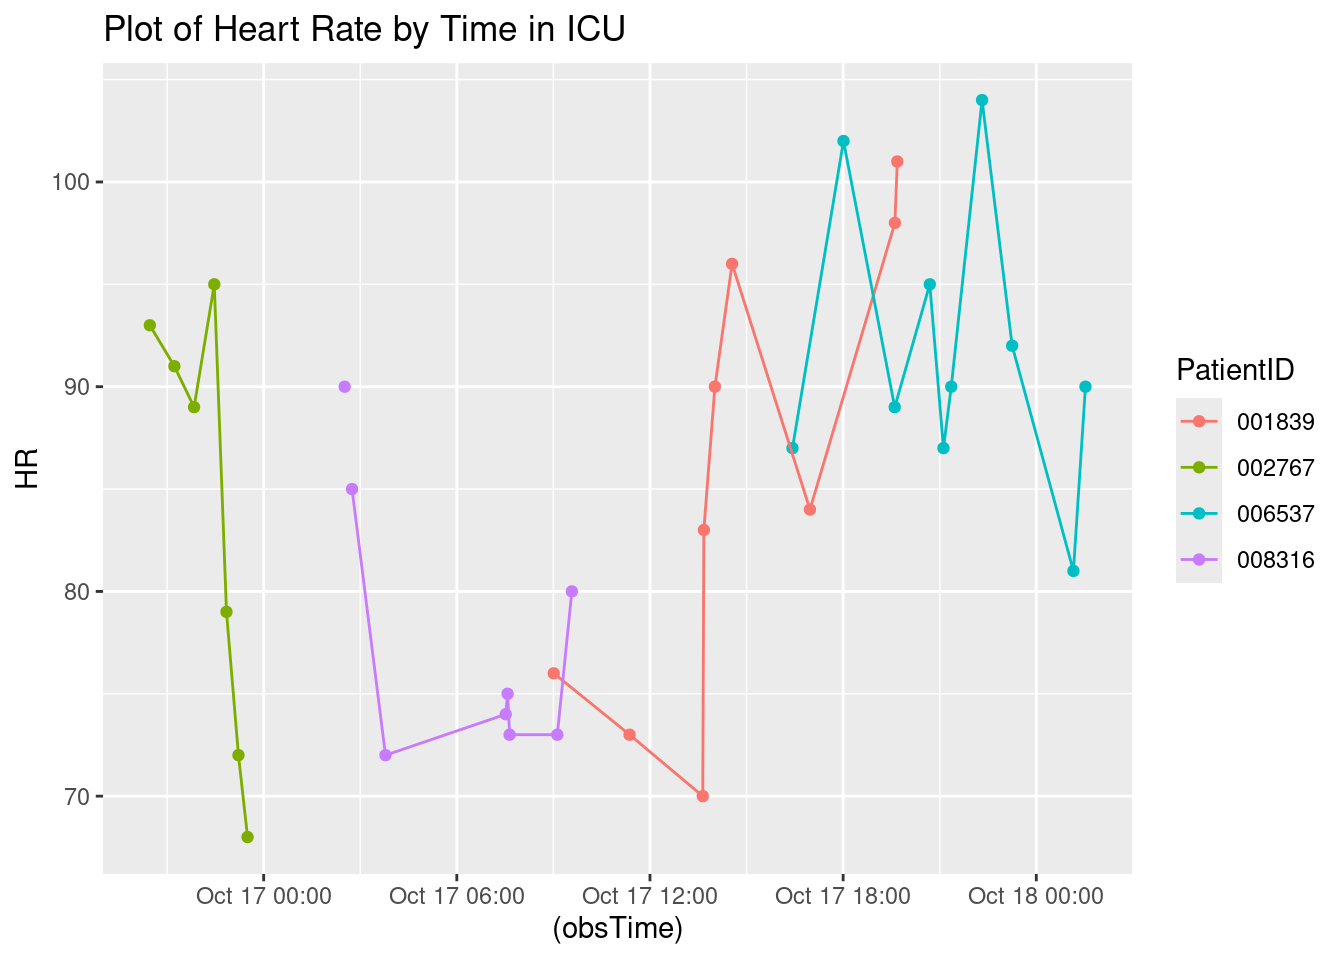 Plot of Heart Rate by Time in ICU
HR
100
90
80
70
Oct 17 00:00 Oct 17 06:00 Oct 17 12:00 Oct 17 18:00 Oct 18 00:00
(obsTime)
PatientID
001839
002767
006537
008316